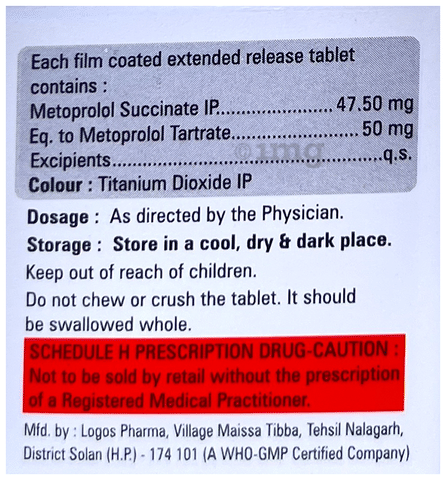 Each film coated extended release tablet
contains :
Metoprolol Succinate IP.....................47.50 mg
Eq. to Metoprolol Tartrate.......................50 mg
Excipients.................................................q.s.
Colour : Titanium Dioxide IP
1mg
Dosage : As directed by the Physician.
Storage : Store in a cool, dry & dark place.
Keep out of reach of children.
Do not chew or crush the tablet. It should
be swallowed whole.
SCHEDULE H PRESCRIPTION DRUG-CAUTION :
Not to be sold by retail without the prescription
of a Registered Medical Practitioner.
Mfd. by : Logos Pharma, Village Maissa Tibba, Tehsil Nalagarh,
District Solan (H.P.) - 174 101 (A WHO-GMP Certified Company)